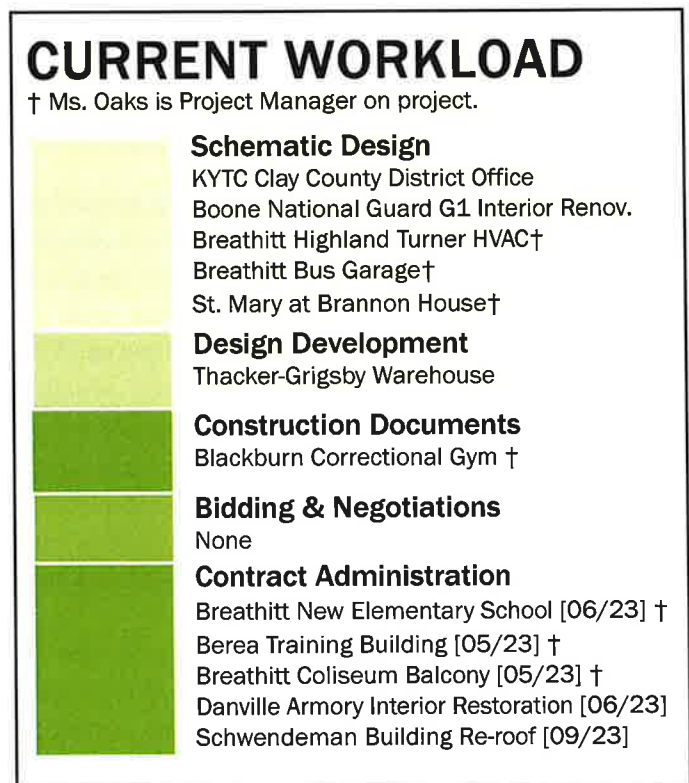 CURRENT WORKLOAD
† Ms. Oaks is Project Manager on project.
Schematic Design
KYTC Clay County District Office
Boone National Guard G1 Interior Renov.
Breathitt Highland Turner HVAC†
Breathitt Bus Garage†
St. Mary at Brannon House†
Design Development
Thacker-Grigsby Warehouse
Construction Documents
Blackburn Correctional Gym †
Bidding & Negotiations
None
Contract Administration
Breathitt New Elementary School [06/23] †
Berea Training Building [05/23] †
Breathitt Coliseum Balcony [05/23] †
Danville Armory Interior Restoration [06/23]
Schwendeman Building Re-roof [09/23]